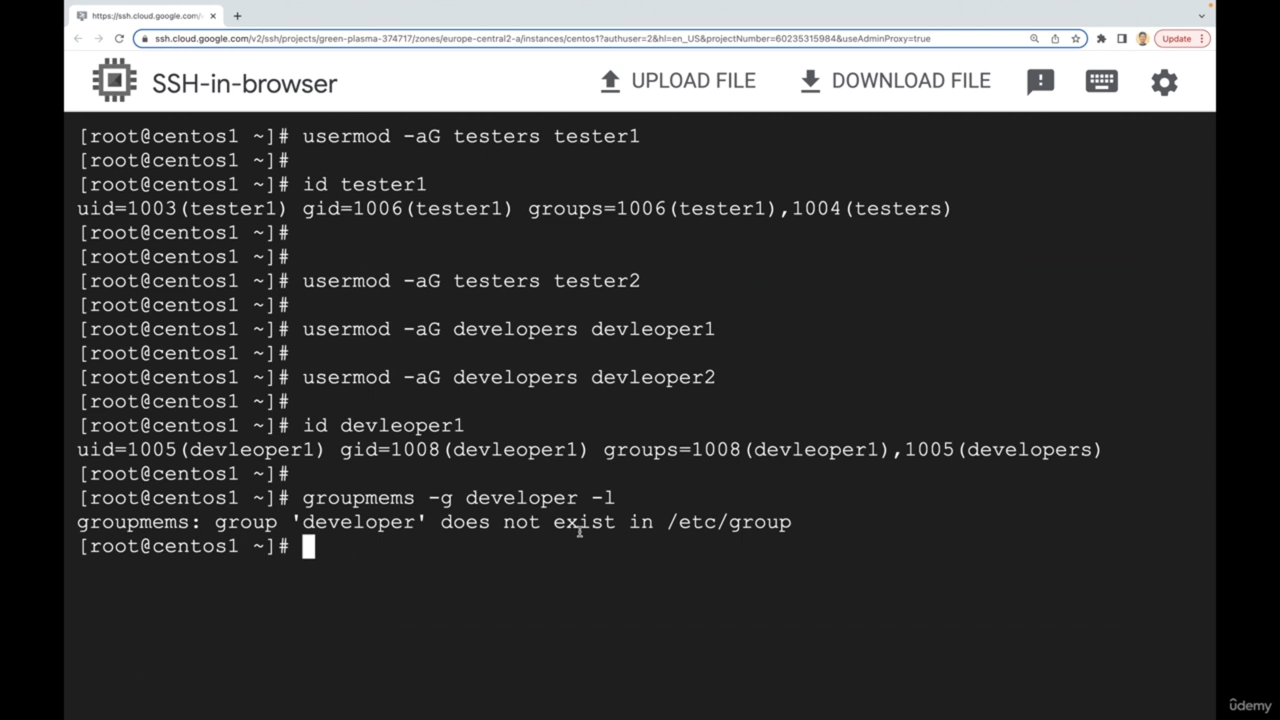 https://ssh.cloud.google.com/v
ssh.cloud.google.com/v2/ssh/projects/green-plasma-374717/zones/europe-central2-a/instances/centos1?authuser=2&hl=en_US&projectNumber=60235315984&useAdminProxy=true
Update
SSH-in-browser
UPLOAD FILE
DOWNLOAD FILE
[root@centos1 ~]# usermod -aG testers tester1
[root@centos1 ~]#
[root@centos1 ~]# id tester1
uid=1003(tester1) gid=1006(tester1) groups=1006(tester1),1004(testers)
[root@centos1 ~]#
[root@centos1 ~]#
[root@centos1 ~]# usermod -aG testers tester2
[root@centos1 ~]#
[root@centos1 ~]# usermod -aG developers devleoper1
[root@centos1 ~]#
[root@centos1 ~]# usermod -aG developers devleoper2
[root@centos1 ~]#
[root@centos1 ~]# id devleoper1
uid=1005(devleoper1) gid=1008(devleoper1) groups=1008(devleoper1),1005(developers)
[root@centos1 ~]#
[root@centos1 ~]# groupmems -g developer -l
groupmems: group 'developer' does not exist in /etc/group
[root@centos1 ~]#
ûdemy